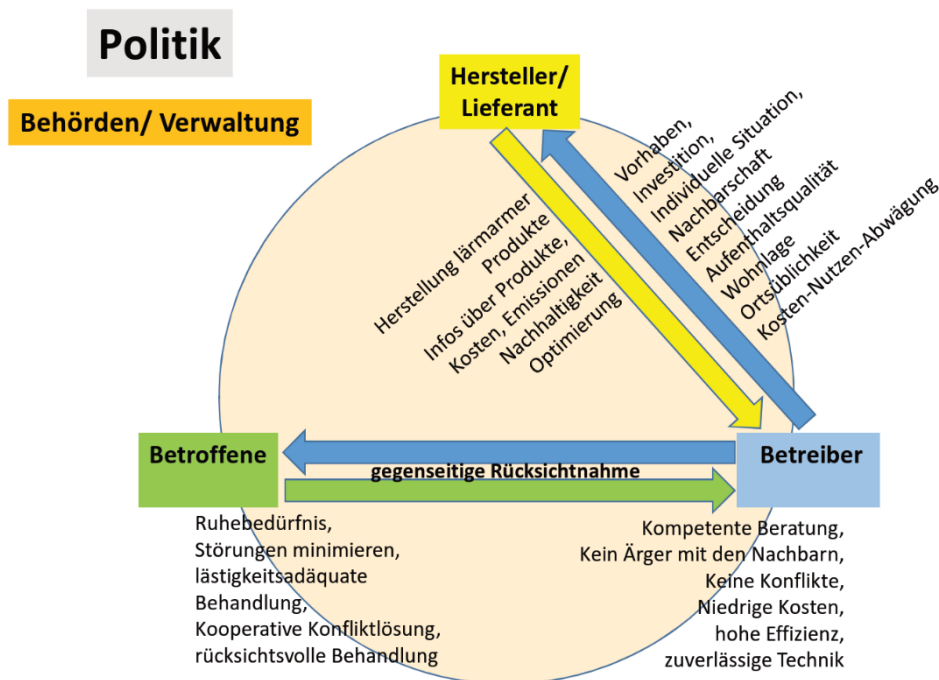 Politik
Behörden/ Verwaltung
Hersteller/
Lieferant
Vorhaben,
Investition,
Individuelle Situation,
Nachbarschaft
Entscheidung
Aufenthaltsqualität
Wohnlage
Ortsüblichkeit
Kosten-Nutzen-Abwägung
Herstellung lärmarmer
Produkte
Infos über Produkte,
Kosten, Emissionen
Nachhaltigkeit
Optimierung
Betroffene
gegenseitige Rücksichtnahme
Betreiber
Ruhebedürfnis,
Störungen minimieren,
lästigkeitsadäquate
Behandlung,
Kooperative Konfliktlösung,
rücksichtsvolle Behandlung
Kompetente Beratung,
Kein Ärger mit den Nachbarn,
Keine Konflikte,
Niedrige Kosten,
hohe Effizienz,
zuverlässige Technik